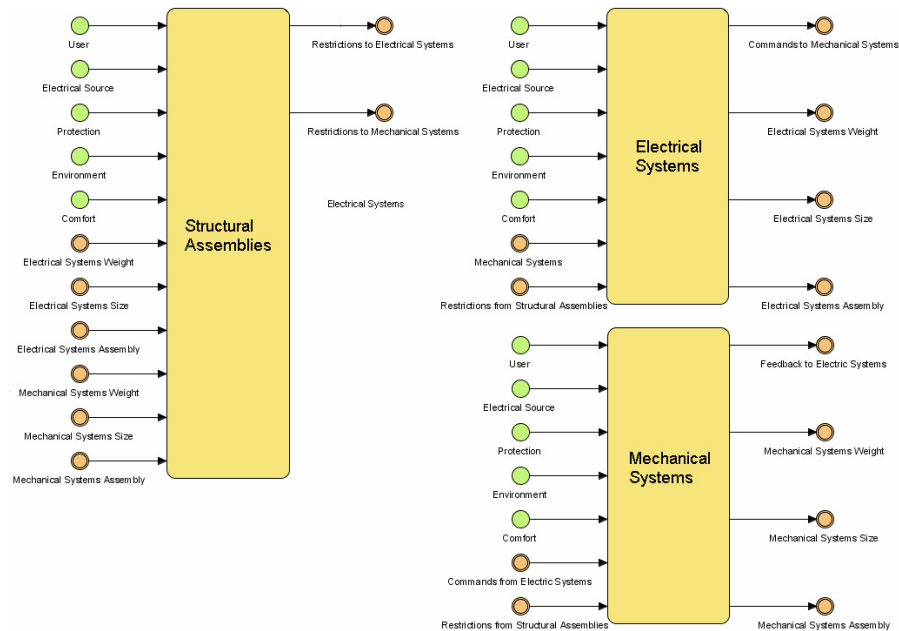 User
Electrical Source
Protection
Environment
Comfort
Electrical Systems Weight
Electrical Systems Size
Electrical Systems Assembly
Mechanical Systems Weight
Mechanical Systems Size
Mechanical Systems Assembly
Structural
Assemblies
Restrictions to Electrical Systems
Restrictions to Mechanical Systems
Electrical Systems
User
Electrical Source
Protection
Environment
Comfort
Mechanical Systems
Restrictions from Structural Assemblies
Electrical
Systems
Commands to Mechanical Systems
Electrical Systems Weight
Electrical Systems Size
Electrical Systems Assembly
User
Electrical Source
Protection
Environment
Comfort
Commands from Electric Systems
Restrictions from Structural Assemblies
Mechanical
Systems
Feedback to Electric Systems
Mechanical Systems Weight
Mechanical Systems Size
Mechanical Systems Assembly